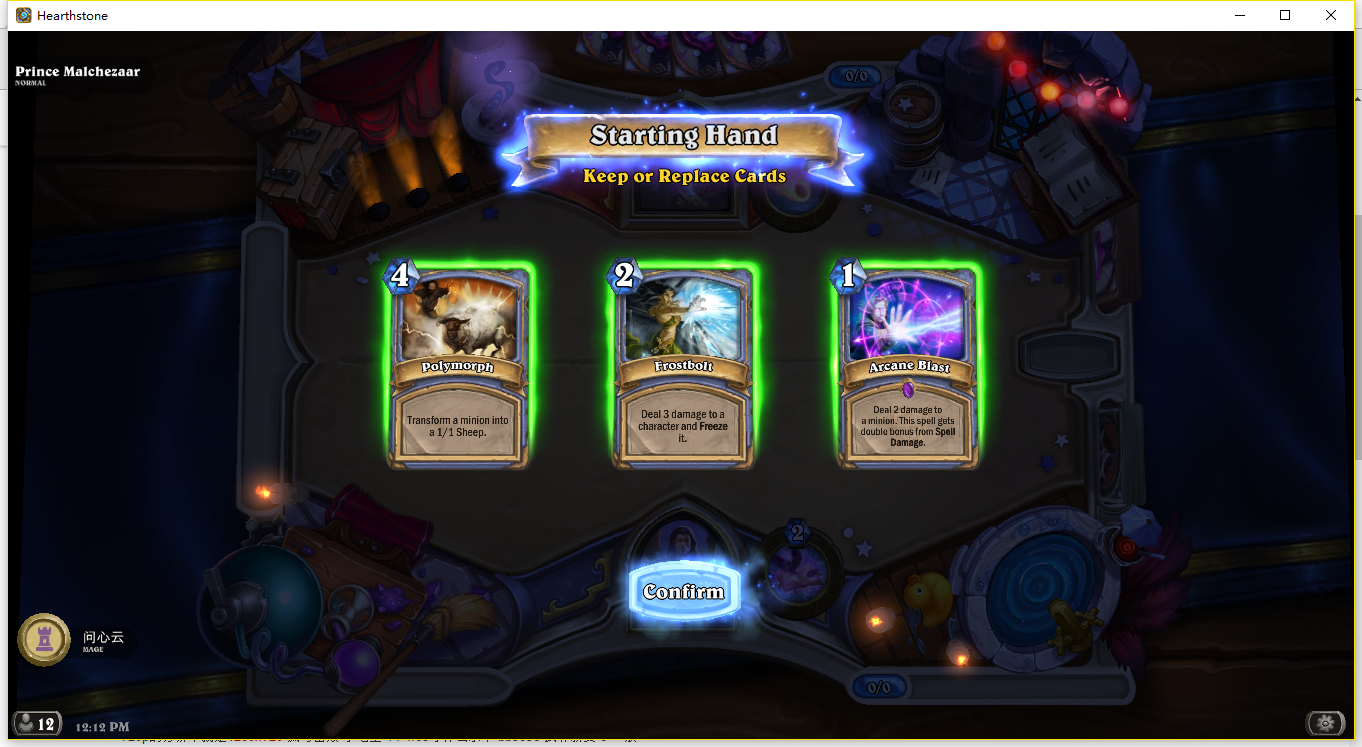 Hearthstone
Prince Malchezaar
NORMAL
0/0
Starting Hand
Keep or Replace Cards
4
2
1
Polymorph
Frostbolt
Arcane Blast
Transform a minion into
a 1/1 Sheep.
Deal 3 damage to a
character and Freeze
it.
Deal 2 damage to
a minion. This spell gets
double bonus from Spell
Damage.
2
Confirm
问心云
MAGE
0/0
12
12:12 PM